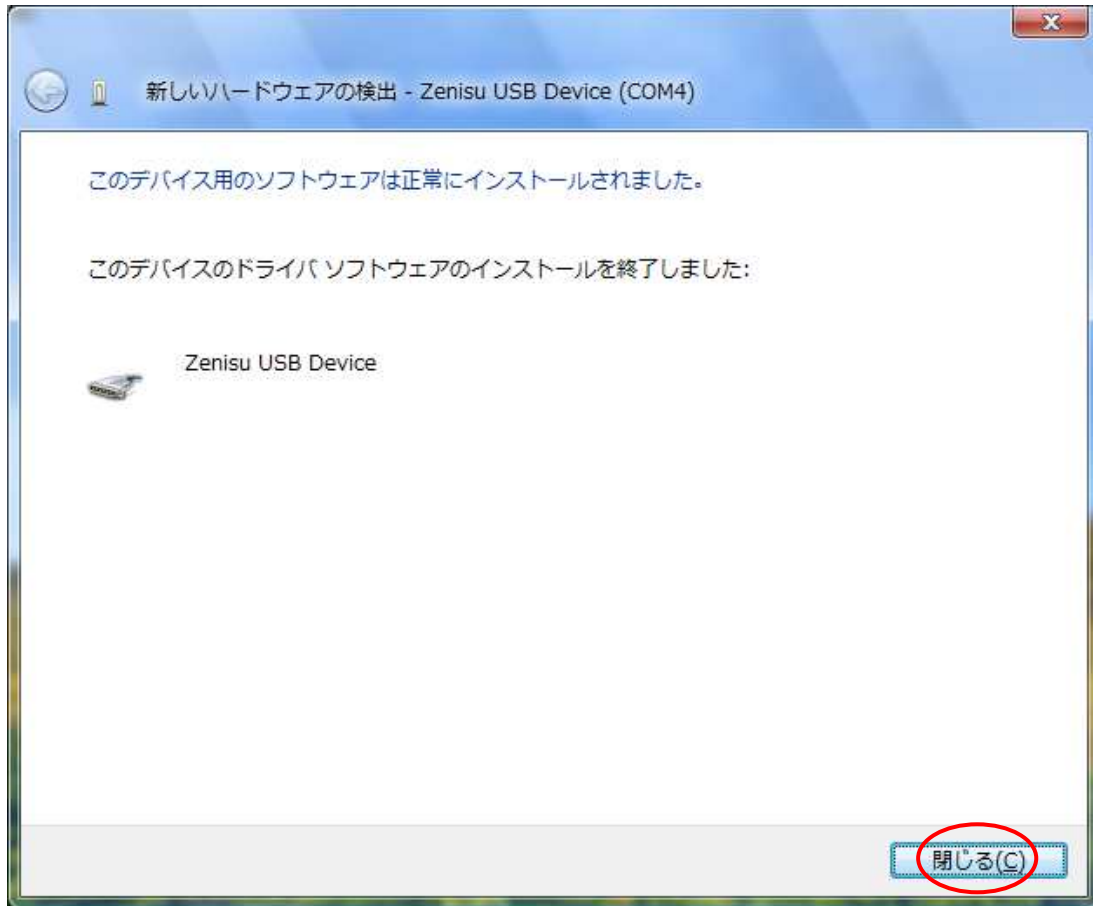 新しいハードウェアの検出 - Zenisu USB Device (COM4)
このデバイス用のソフトウェアは正常にインストールされました。
このデバイスのドライバ ソフトウェアのインストールを終了しました:
Zenisu USB Device
閉じる(C)